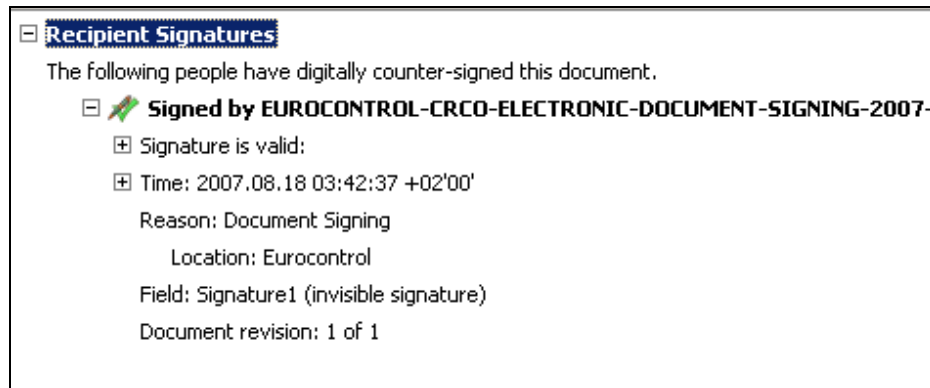 Recipient Signatures
The following people have digitally counter-signed this document.
Signed by EUROCONTROL-CRCO-ELECTRONIC-DOCUMENT-SIGNING-2007-
Signature is valid:
Time: 2007.08.18 03:42:37 +02'00'
Reason: Document Signing
Location: Eurocontrol
Field: Signature1 (invisible signature)
Document revision: 1 of 1